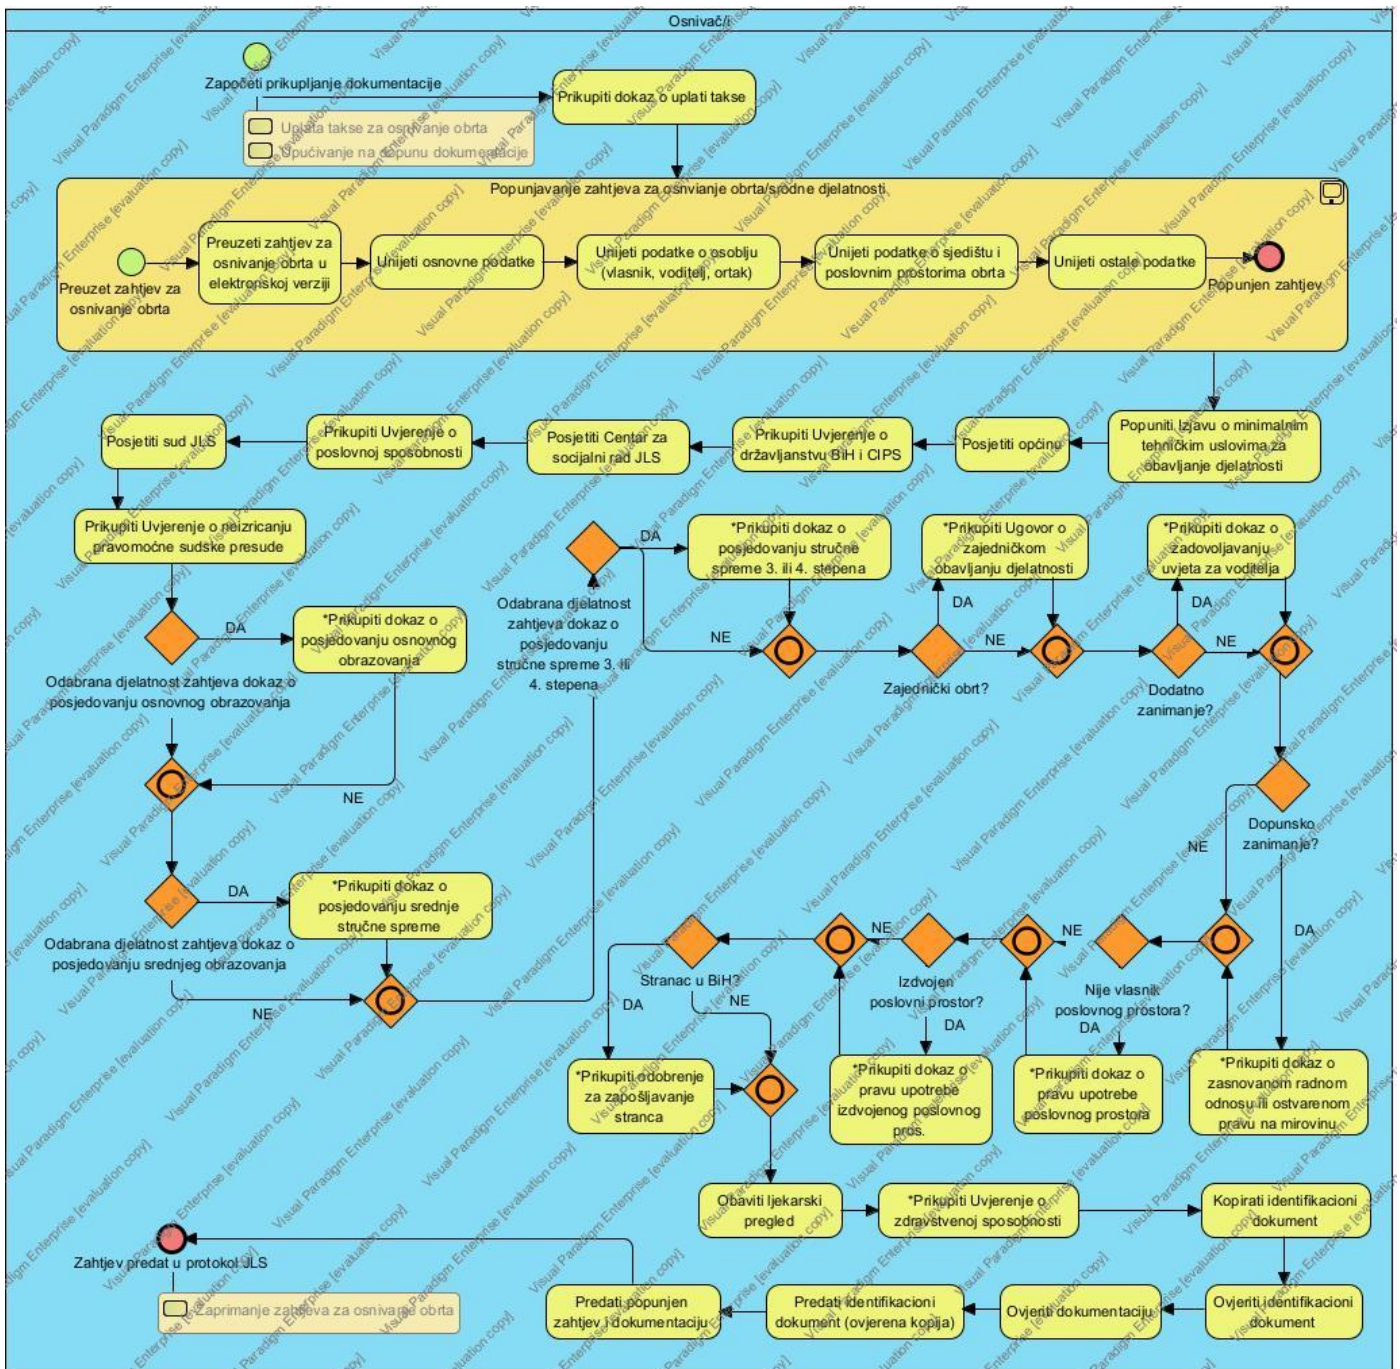 Osnivač/i
Započeti prikupljanje dokumentacije
Uplata takse za osnivanje obrta
Upućivanje na dopunu dokumentacije
Prikupiti dokaz o uplati takse
Popunjavanje zahtjeva za osnvianje obrta/srodne djelatnosti
Preuzet zahtjev za
osnivanje obrta
Preuzeti zahtjev za
osnivanje obrta u
elektronskoj verziji
Unijeti osnovne podatke
Unijeti podatke o osoblju
(vlasnik, voditelj, ortak)
Unijeti podatke o sjedištu i
poslovnim prostorima obrta
Unijeti ostale podatke
Popunjen zahtjev
Popuniti Izjavu o minimalnim
tehničkim uslovima za
obavljanje djelatnosti
Posjetiti općinu
Prikupiti Uvjerenje o
državljanstvu BiH i CIPS
Posjetiti Centar za
socijalni rad JLS
Prikupiti Uvjerenje o
poslovnoj sposobnosti
Posjetiti sud JLS
Prikupiti Uvjerenje o neizricanju
pravomoćne sudske presude
DA
*Prikupiti dokaz o
posjedovanju osnovnog
obrazovanja
Odabrana djelatnost zahtjeva dokaz o
posjedovanju osnovnog obrazovanja
NE
DA
*Prikupiti dokaz o
posjedovanju srednje
stručne spreme
Odabrana djelatnost zahtjeva dokaz o
posjedovanju srednjeg obrazovanja
NE
Odabrana djelatnost
zahtjeva dokaz o
posjedovanju
stručne spreme 3. ili
4. stepena
DA
*Prikupiti dokaz o
posjedovanju stručne
spreme 3. ili 4. stepena
NE
*Prikupiti Ugovor o
zajedničkom
obavljanju djelatnosti
DA
NE
Zajednički obrt?
*Prikupiti dokaz o
zadovoljavanju
uvjeta za voditelja
DA
NE
Dodatno
zanimanje?
Dopunsko
zanimanje?
NE
DA
*Prikupiti dokaz o
zasnovanom radnom
odnosu ili ostvarenom
pravu na mirovinu
Nije vlasnik
poslovnog prostora?
DA
NE
*Prikupiti dokaz o
pravu upotrebe
poslovnog prostora
Izdvojen
poslovni prostor?
DA
NE
*Prikupiti dokaz o
pravu upotrebe
izdvojenog poslovnog
pros.
Stranac u BiH?
DA
NE
*Prikupiti odobrenje
za zapošljavanje
stranca
Obaviti ljekarski
pregled
*Prikupiti Uvjerenje o
zdravstvenoj sposobnosti
Kopirati identifikacioni
dokument
Ovjeriti identifikacioni
dokument
Ovjeriti dokumentaciju
Predati identifikacioni
dokument (ovjerena kopija)
Predati popunjen
zahtjev i dokumentaciju
Zahtjev predat u protokol JLS
Zaprimanje zahtjeva za osnivanje obrta
Visual Paradigm Enterprise [evaluation copy]